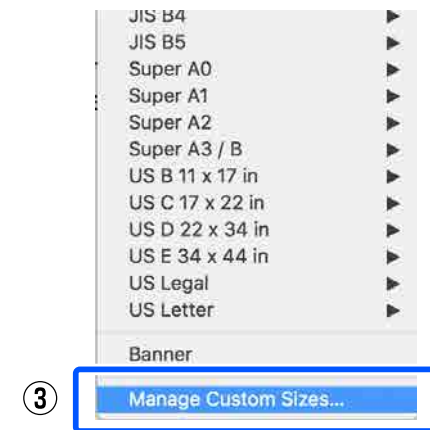 JIS B4
JIS B5
Super A0
Super A1
Super A2
Super A3 / B
US B 11 x 17 in
US C 17 x 22 in
US D 22 x 34 in
US E 34 x 44 in
US Legal
US Letter
Banner
③ Manage Custom Sizes...